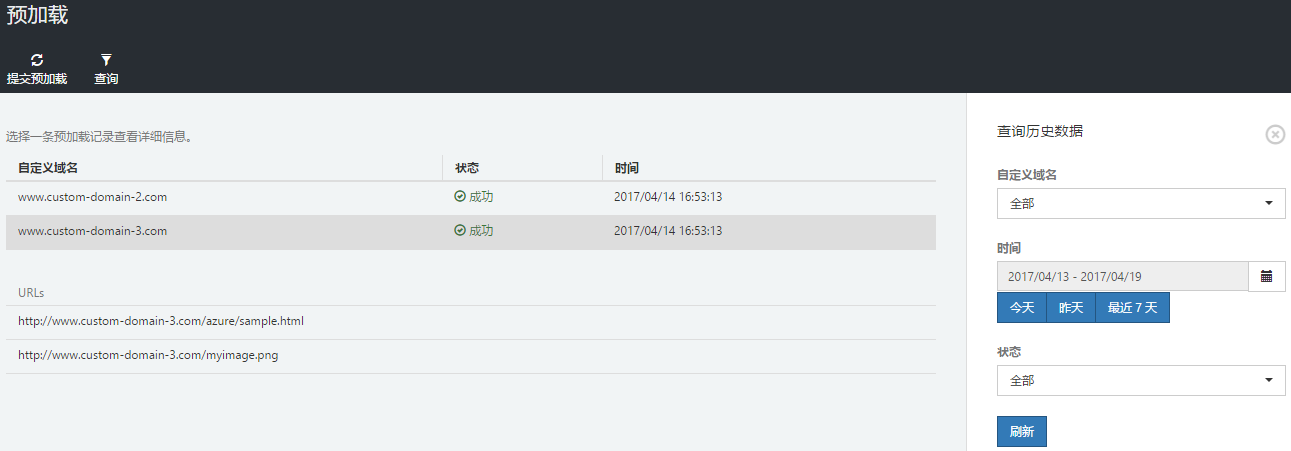 预加载
提交预加载 查询
选择一条预加载记录查看详细信息。
自定义域名 状态 时间
www.custom-domain-2.com 成功 2017/04/14 16:53:13
www.custom-domain-3.com 成功 2017/04/14 16:53:13
URLs
http://www.custom-domain-3.com/azure/sample.html
http://www.custom-domain-3.com/myimage.png
查询历史数据
自定义域名
全部
时间
2017/04/13 - 2017/04/19
今天 昨天 最近 7 天
状态
全部
刷新